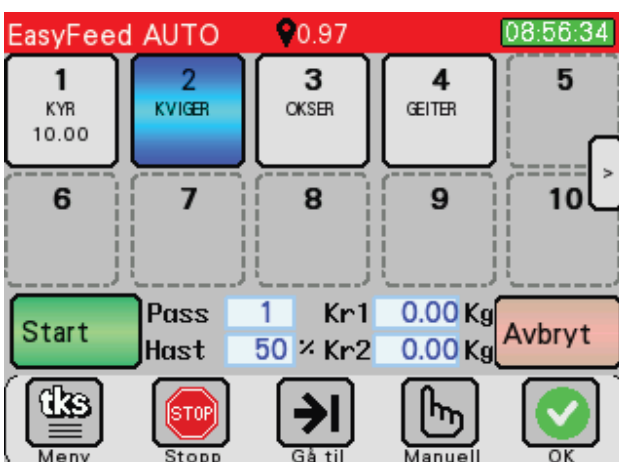 EasyFeed AUTO 0.97 08:56:34
1 2 3 4 5
KYR KVIGER OKSER GEITER
10.00
>
6 7 8 9 10
Start Pass 1 Kr1 0.00 Kg Avbryt
Hast 50 % Kr2 0.00 Kg
tks STOP
Meny Stopp Gå til Manuell OK